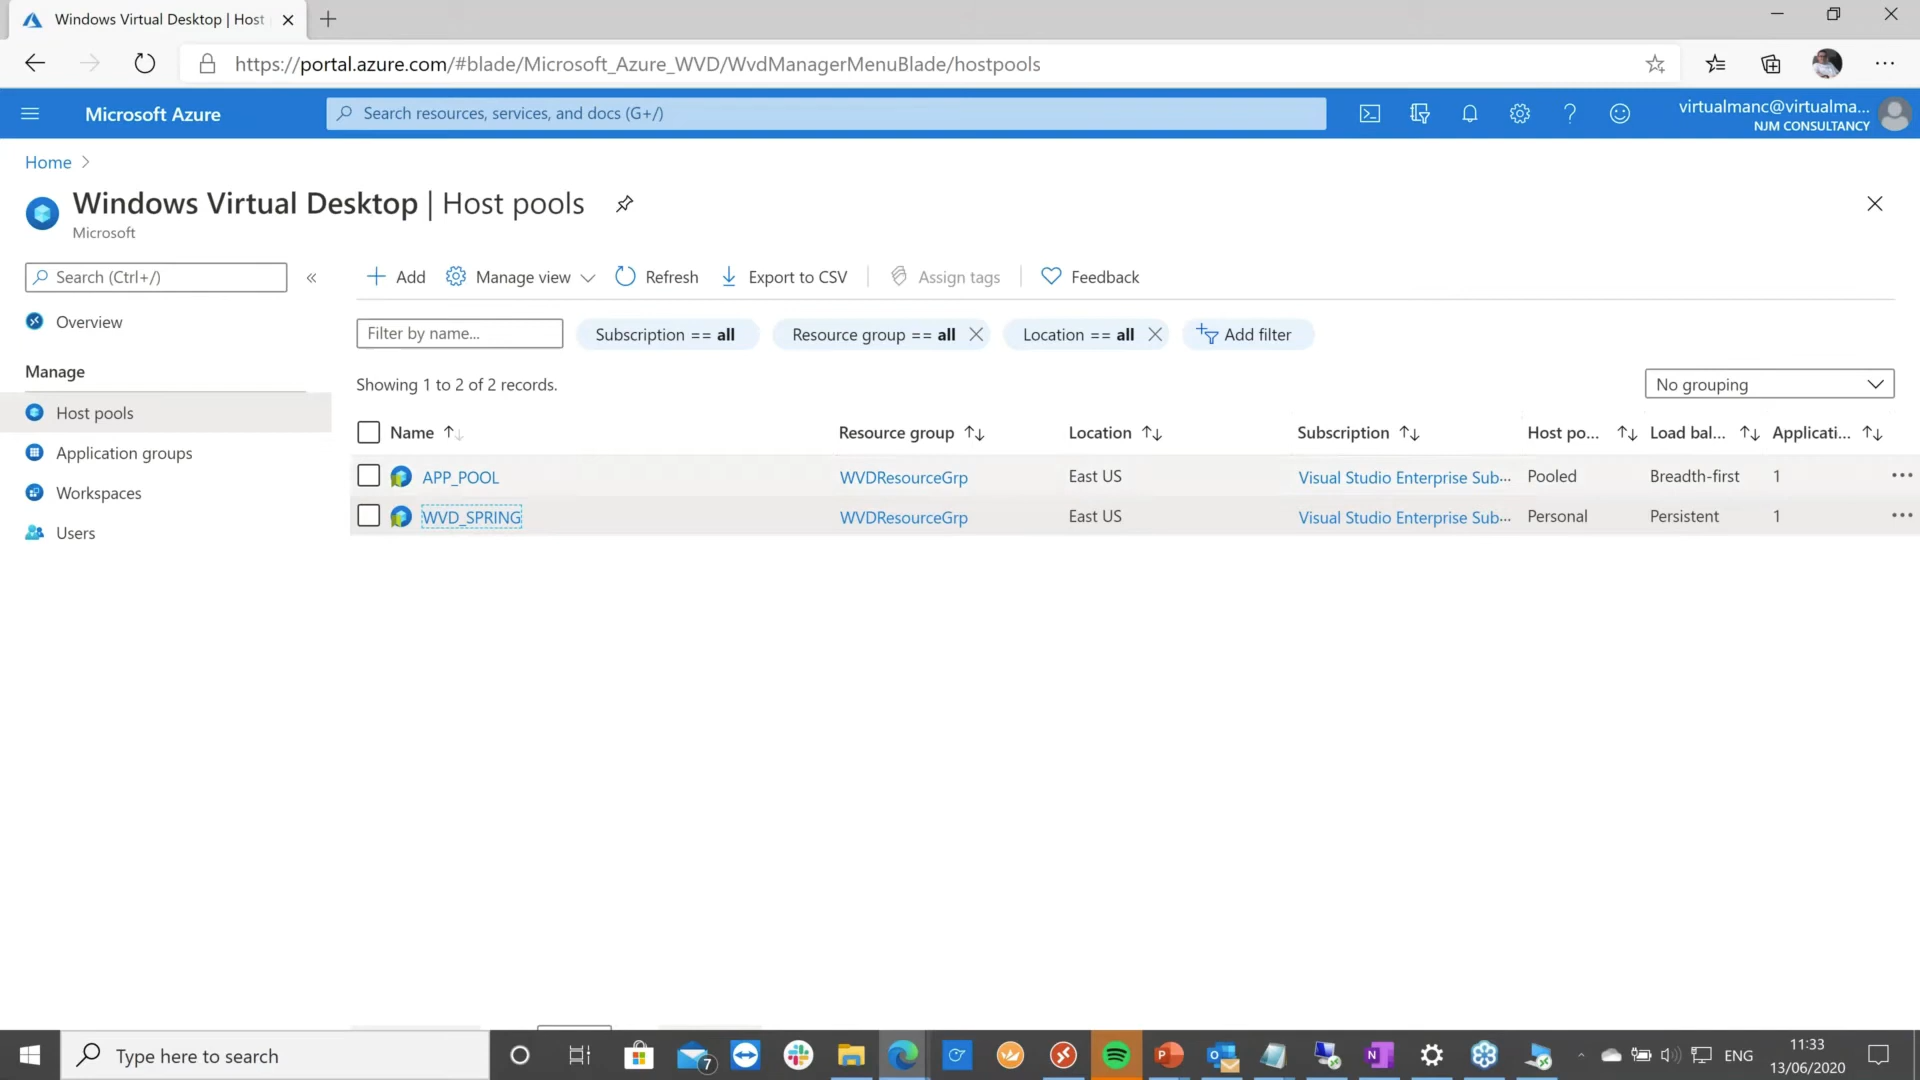 Windows Virtual Desktop | Host
https://portal.azure.com/#blade/Microsoft_Azure_WVD/WvdManagerMenuBlade/hostpools
Microsoft Azure
Search resources, services, and docs (G+/)
virtualmanc@virtualma...
NJM CONSULTANCY
Home
Windows Virtual Desktop | Host pools
Microsoft
Search (Ctrl+/)
Add
Manage view
Refresh
Export to CSV
Assign tags
Feedback
Overview
Manage
Host pools
Application groups
Workspaces
Users
Filter by name...
Subscription == all
Resource group == all
Location == all
Add filter
Showing 1 to 2 of 2 records.
No grouping
Name Resource group Location Subscription Host po... Load bal... Applicati...
APP_POOL WVDResourceGrp East US Visual Studio Enterprise Sub... Pooled Breadth-first 1
WVD_SPRING WVDResourceGrp East US Visual Studio Enterprise Sub... Personal Persistent 1
Type here to search
7
ENG
11:33
13/06/2020